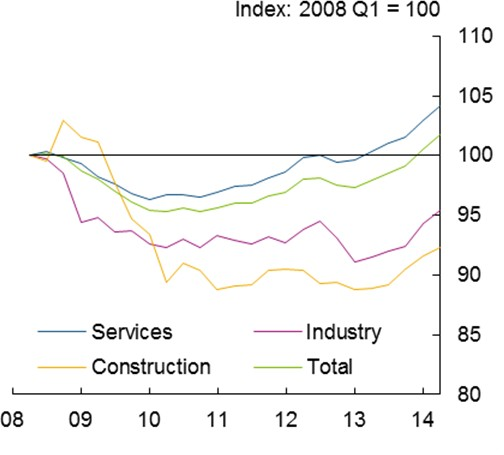 Index: 2008 Q1 = 100
110
105
100
95
90
85
80
Services Industry
Construction Total
08 09 10 11 12 13 14